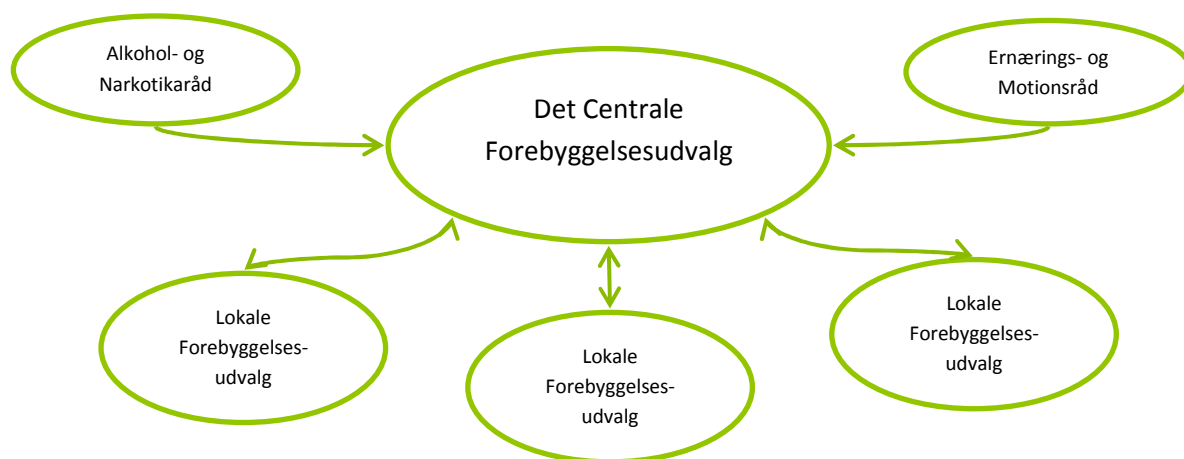 Alkohol- og
Narkotikaråd
Det Centrale
Forebyggelsesudvalg
Ernærings- og
Motionsråd
Lokale
Forebyggelses-
udvalg
Lokale
Forebyggelses-
udvalg
Lokale
Forebyggelses-
udvalg